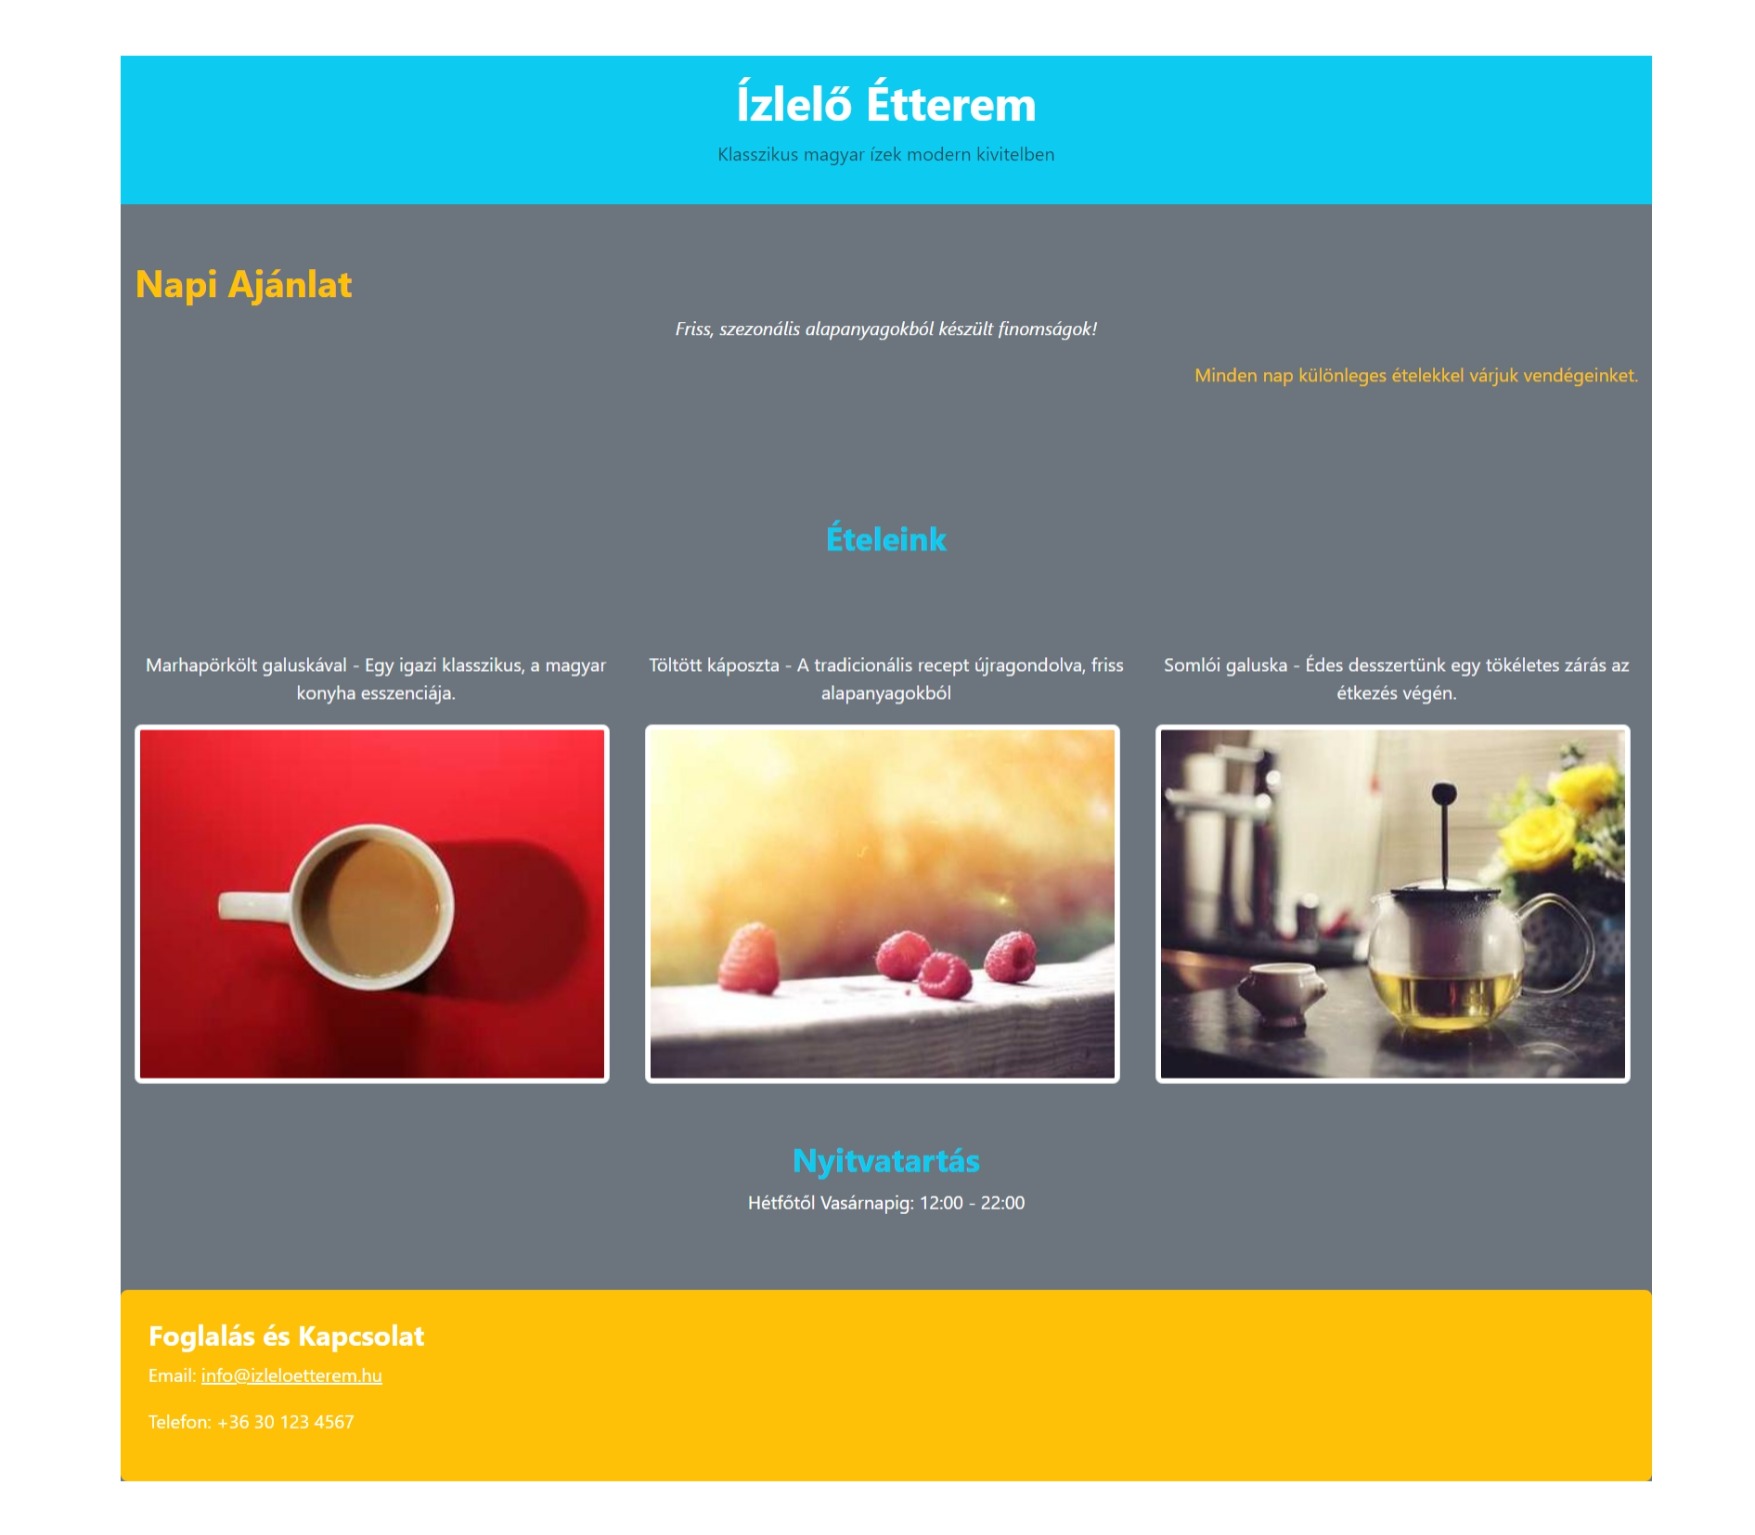 Ízlelő Étterem
Klasszikus magyar ízek modern kivitelben
Napi Ajánlat
Friss, szezonális alapanyagokból készült finomságok!
Minden nap különleges ételekkel várjuk vendégeinket.
Ételeink
Marhapörkölt galuskával - Egy igazi klasszikus, a magyar
konyha esszenciája.
Töltött káposzta - A tradicionális recept újragondolva, friss
alapanyagokból
Somlói galuska - Édes desszertünk egy tökéletes zárás az
étkezés végén.
Nyitvatartás
Hétfőtől Vasárnapig: 12:00 - 22:00
Foglalás és Kapcsolat
Email: info@izleloetterem.hu
Telefon: +36 30 123 4567